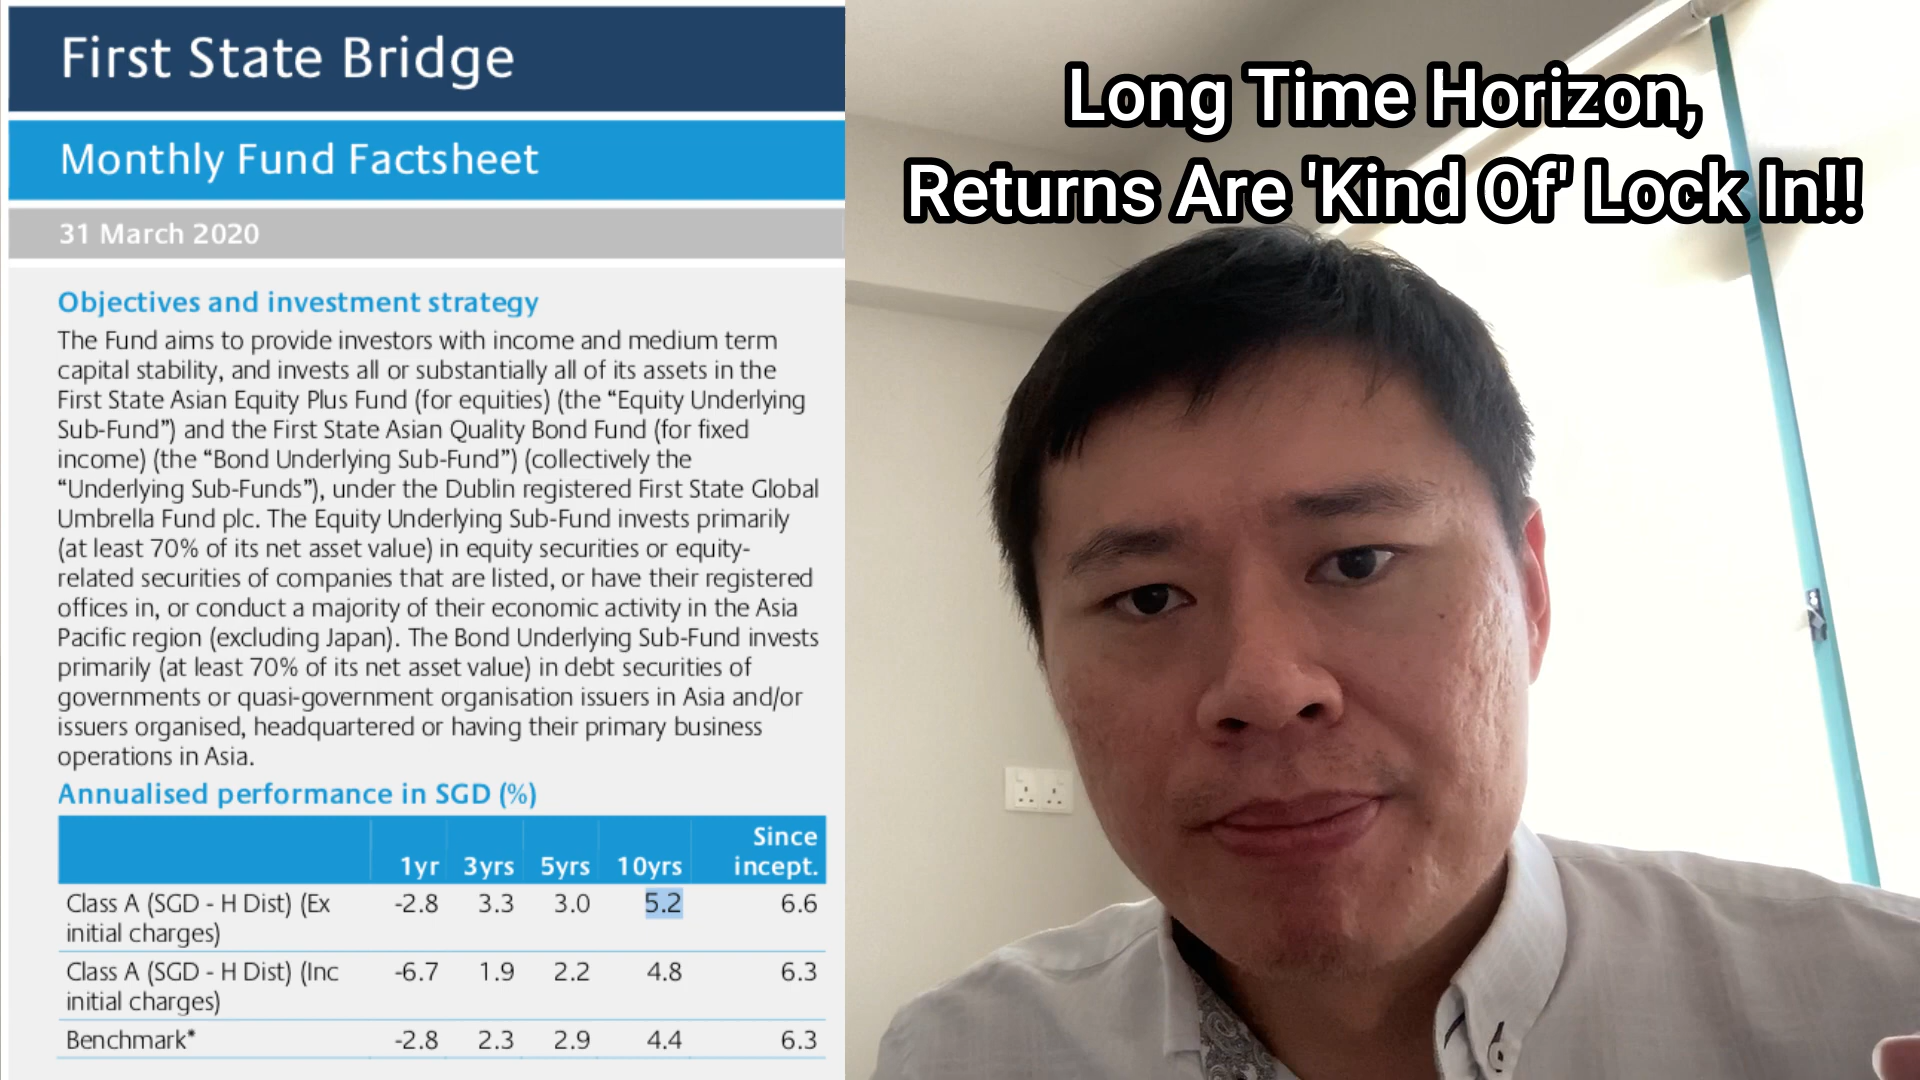 First State Bridge
Monthly Fund Factsheet
31 March 2020
Objectives and investment strategy
The Fund aims to provide investors with income and medium term
capital stability, and invests all or substantially all of its assets in the
First State Asian Equity Plus Fund (for equities) (the “Equity Underlying
Sub-Fund”) and the First State Asian Quality Bond Fund (for fixed
income) (the “Bond Underlying Sub-Fund”) (collectively the
“Underlying Sub-Funds”), under the Dublin registered First State Global
Umbrella Fund plc. The Equity Underlying Sub-Fund invests primarily
(at least 70% of its net asset value) in equity securities or equity-
related securities of companies that are listed, or have their registered
offices in, or conduct a majority of their economic activity in the Asia
Pacific region (excluding Japan). The Bond Underlying Sub-Fund invests
primarily (at least 70% of its net asset value) in debt securities of
governments or quasi-government organisation issuers in Asia and/or
issuers organised, headquartered or having their primary business
operations in Asia.
Annualised performance in SGD (%)
1yr 3yrs 5yrs 10yrs Since incept.
Class A (SGD - H Dist) (Ex initial charges) -2.8 3.3 3.0 5.2 6.6
Class A (SGD - H Dist) (Inc initial charges) -6.7 1.9 2.2 4.8 6.3
Benchmark* -2.8 2.3 2.9 4.4 6.3
Long Time Horizon,
Returns Are 'Kind Of' Lock In!!